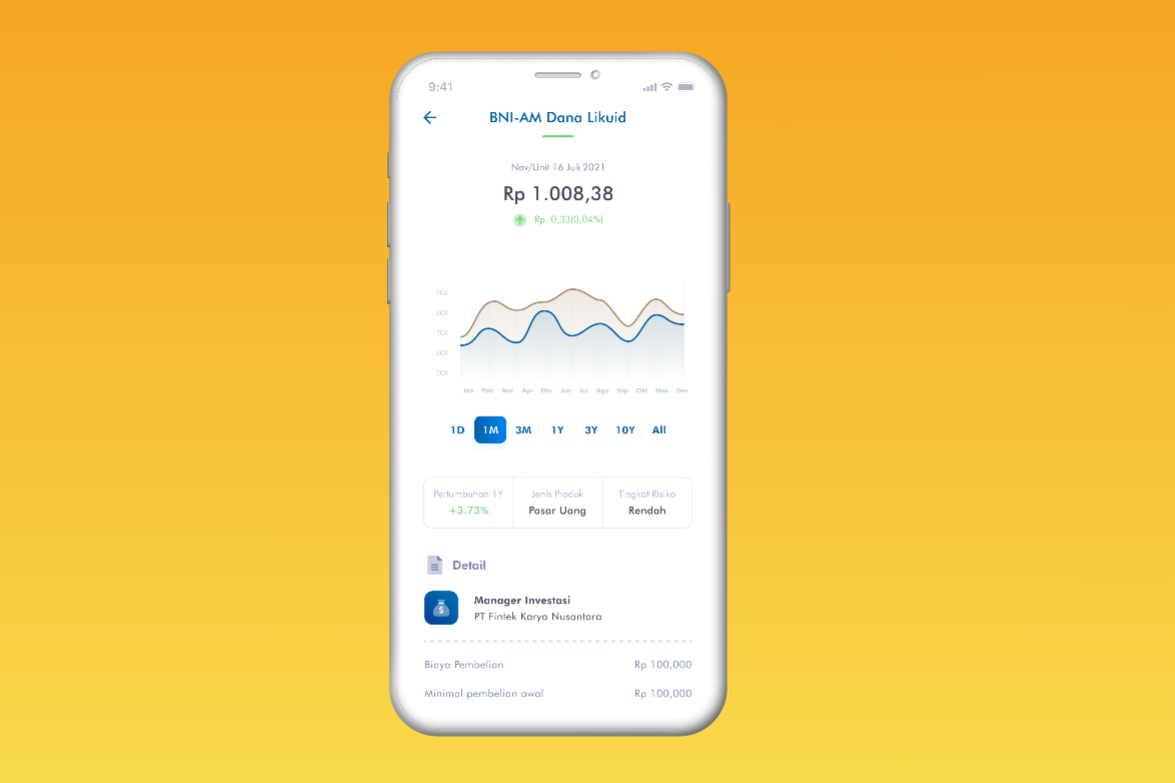 9:41
BNI-AM Dana Likuid
Nav/Unit 16 Juli 2021
Rp 1.008,38
Rp. 0,33(0,04%)
900
800
700
600
Jan Feb Mar Apr Mei Jun Jul Agu Sep Okt Nov Des
1D 1M 3M 1Y 3Y 10Y All
Pertumbuhan 1Y Jenis Produk Tingkat Risiko
+3.73% Pasar Uang Rendah
Detail
Manager Investasi
PT Fintek Karya Nusantara
Biaya Pembelian Rp 100,000
Minimal pembelian awal Rp 100,000